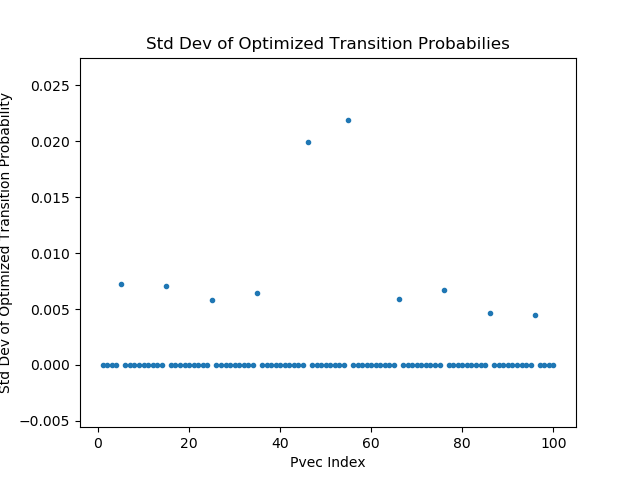 Std Dev of Optimized Transition Probabilies
Std Dev of Optimized Transition Probability
0.025
0.020
0.015
0.010
0.005
0.000
−0.005
0 20 40 60 80 100
Pvec Index